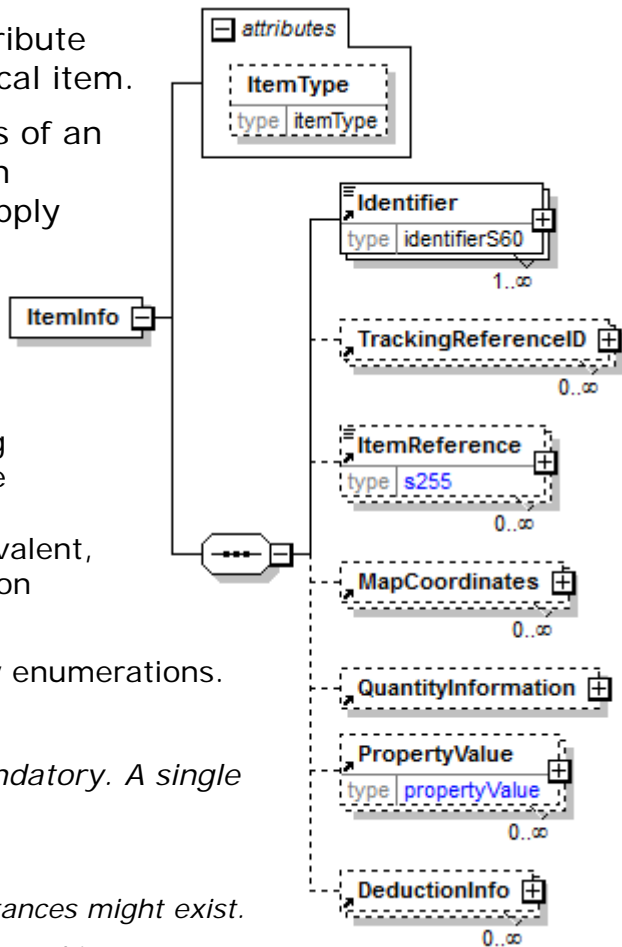 ribute
cal item.
s of an
n
pply
g
e
valent,
on
enumerations.
ndatory. A single
ances might exist.
attributes
ItemType
type itemType
ItemInfo
Identifier
type identifierS60
1..∞
TrackingReferenceID
0..∞
ItemReference
type s255
0..∞
MapCoordinates
0..∞
QuantityInformation
PropertyValue
type propertyValue
0..∞
DeductionInfo
0..∞